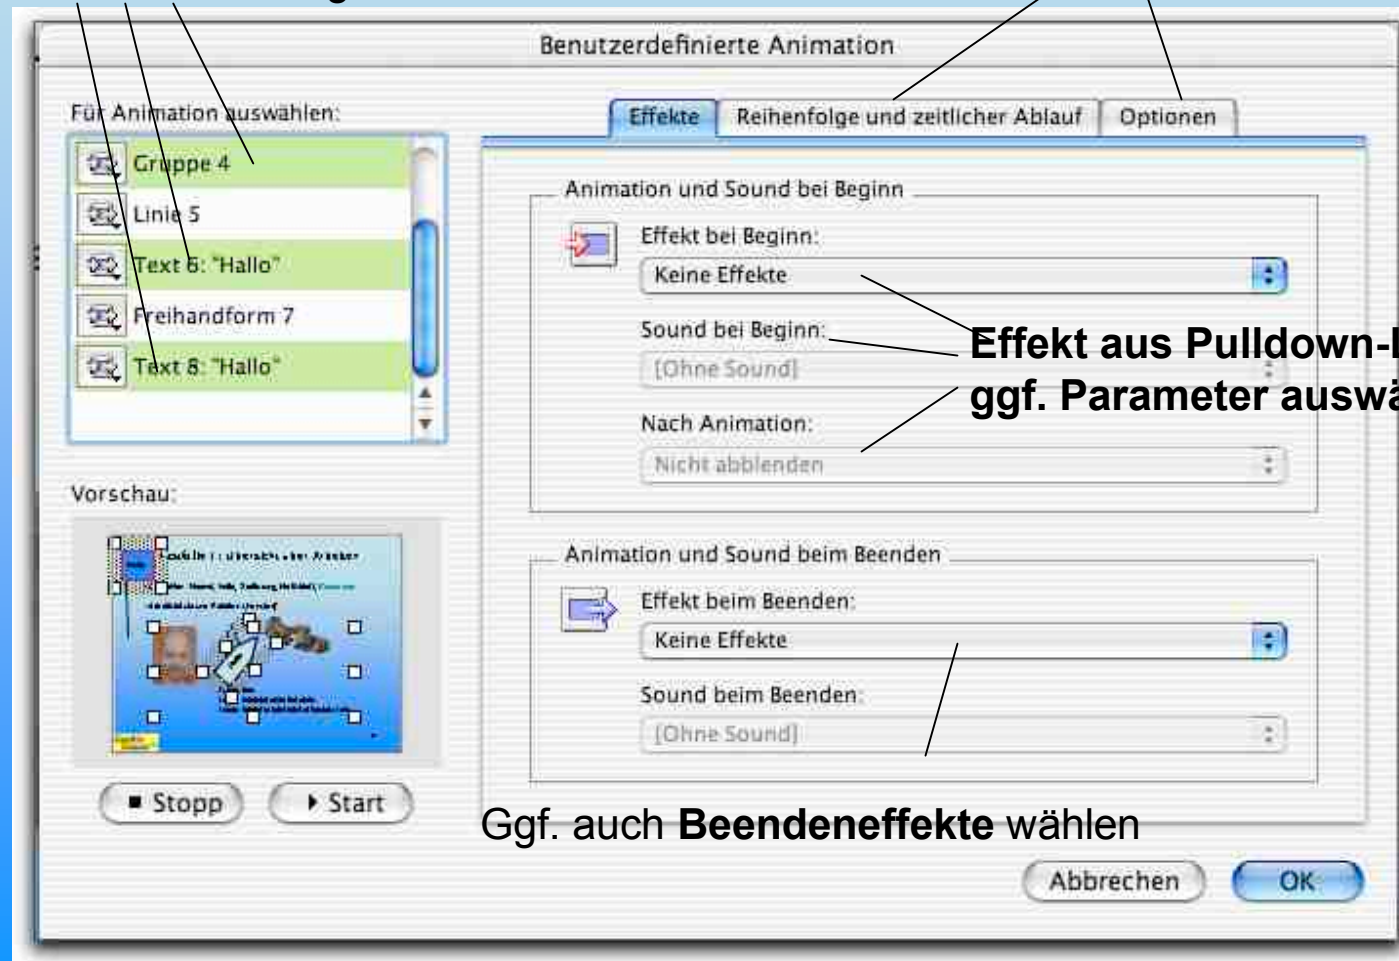 Benutzerdefinierte Animation
Für Animation auswählen:
Effekte Reihenfolge und zeitlicher Ablauf Optionen
Gruppe 4
Linie 5
Text 6: "Hallo"
Freihandform 7
Text 8: "Hallo"
Animation und Sound bei Beginn
Effekt bei Beginn:
Keine Effekte
Sound bei Beginn:
[Ohne Sound]
Effekt aus Pulldown-
ggf. Parameter auswä
Nach Animation:
Nicht abblenden
Vorschau:
Animation und Sound beim Beenden
Effekt beim Beenden:
Keine Effekte
Sound beim Beenden:
[Ohne Sound]
Stopp Start
Ggf. auch Beendeneffekte wählen
Abbrechen OK